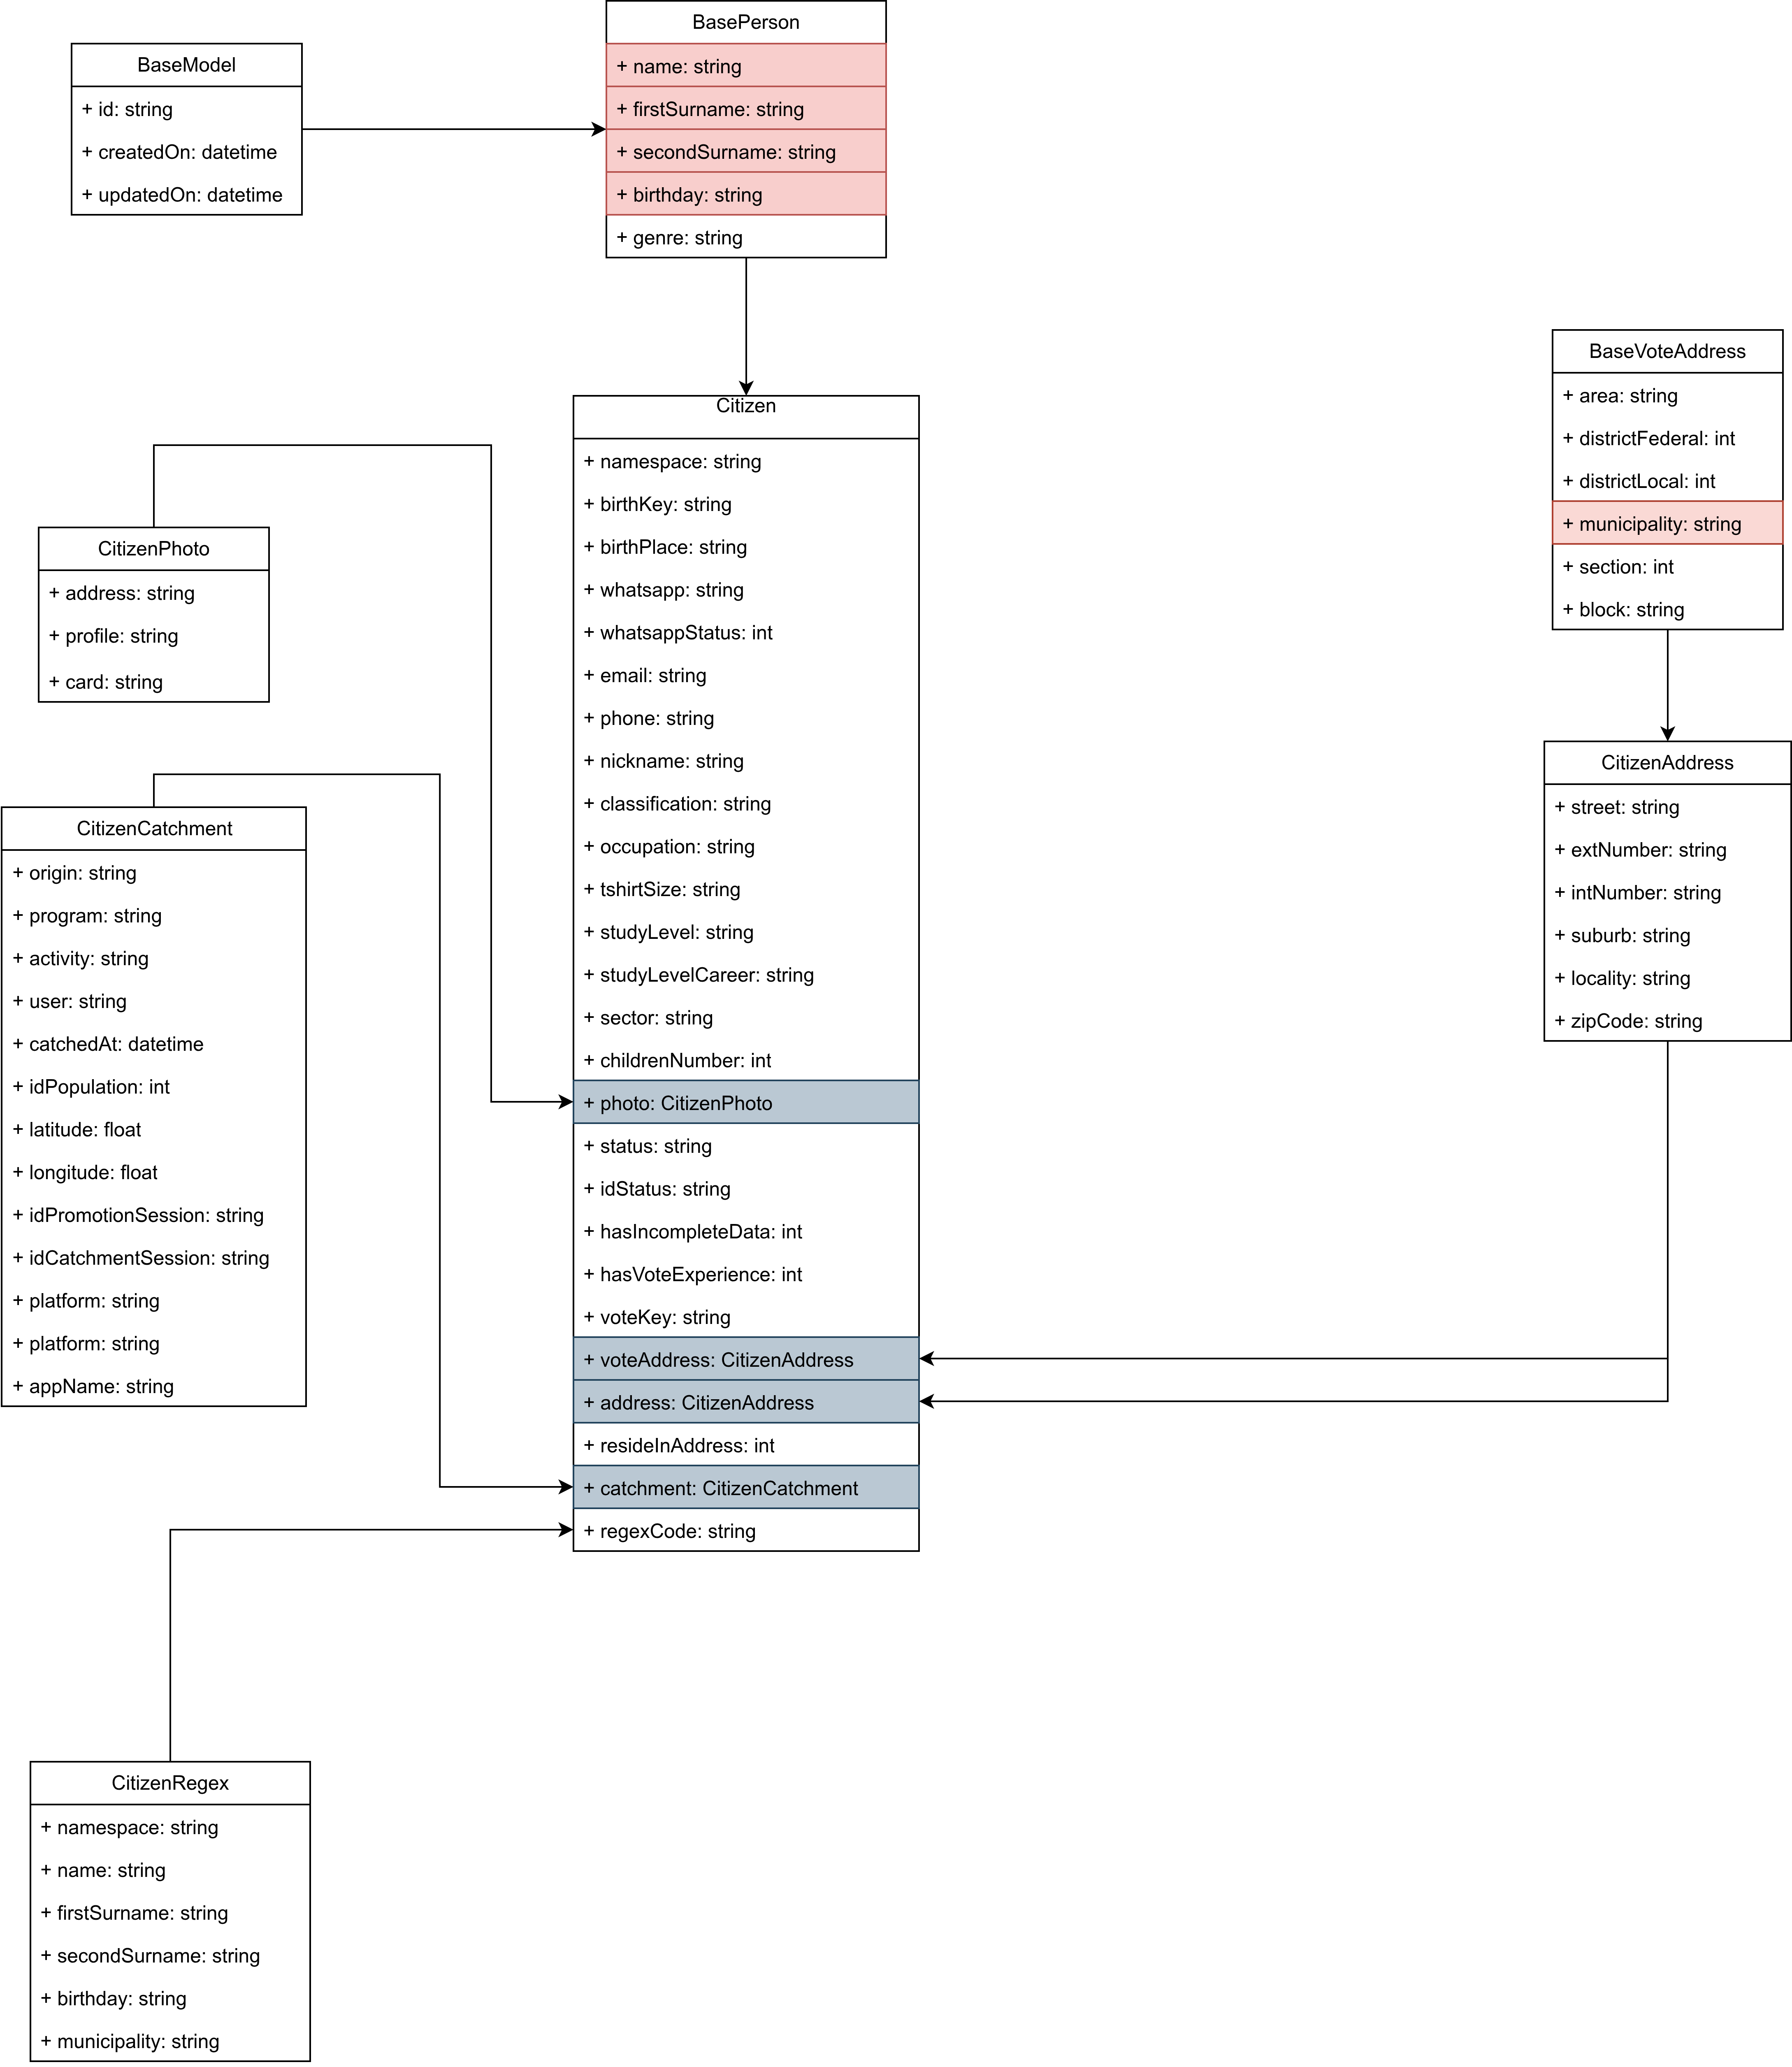 BasePerson
+ name: string
+ firstSurname: string
+ secondSurname: string
+ birthday: string
+ genre: string
BaseModel
+ id: string
+ createdOn: datetime
+ updatedOn: datetime
BaseVoteAddress
+ area: string
+ districtFederal: int
+ districtLocal: int
+ municipality: string
+ section: int
+ block: string
Citizen
+ namespace: string
+ birthKey: string
+ birthPlace: string
+ whatsapp: string
+ whatsappStatus: int
+ email: string
+ phone: string
+ nickname: string
+ classification: string
+ occupation: string
+ tshirtSize: string
+ studyLevel: string
+ studyLevelCareer: string
+ sector: string
+ childrenNumber: int
+ photo: CitizenPhoto
+ status: string
+ idStatus: string
+ hasIncompleteData: int
+ hasVoteExperience: int
+ voteKey: string
+ voteAddress: CitizenAddress
+ address: CitizenAddress
+ resideInAddress: int
+ catchment: CitizenCatchment
+ regexCode: string
CitizenPhoto
+ address: string
+ profile: string
+ card: string
CitizenAddress
+ street: string
+ extNumber: string
+ intNumber: string
+ suburb: string
+ locality: string
+ zipCode: string
CitizenCatchment
+ origin: string
+ program: string
+ activity: string
+ user: string
+ catchedAt: datetime
+ idPopulation: int
+ latitude: float
+ longitude: float
+ idPromotionSession: string
+ idCatchmentSession: string
+ platform: string
+ platform: string
+ appName: string
CitizenRegex
+ namespace: string
+ name: string
+ firstSurname: string
+ secondSurname: string
+ birthday: string
+ municipality: string